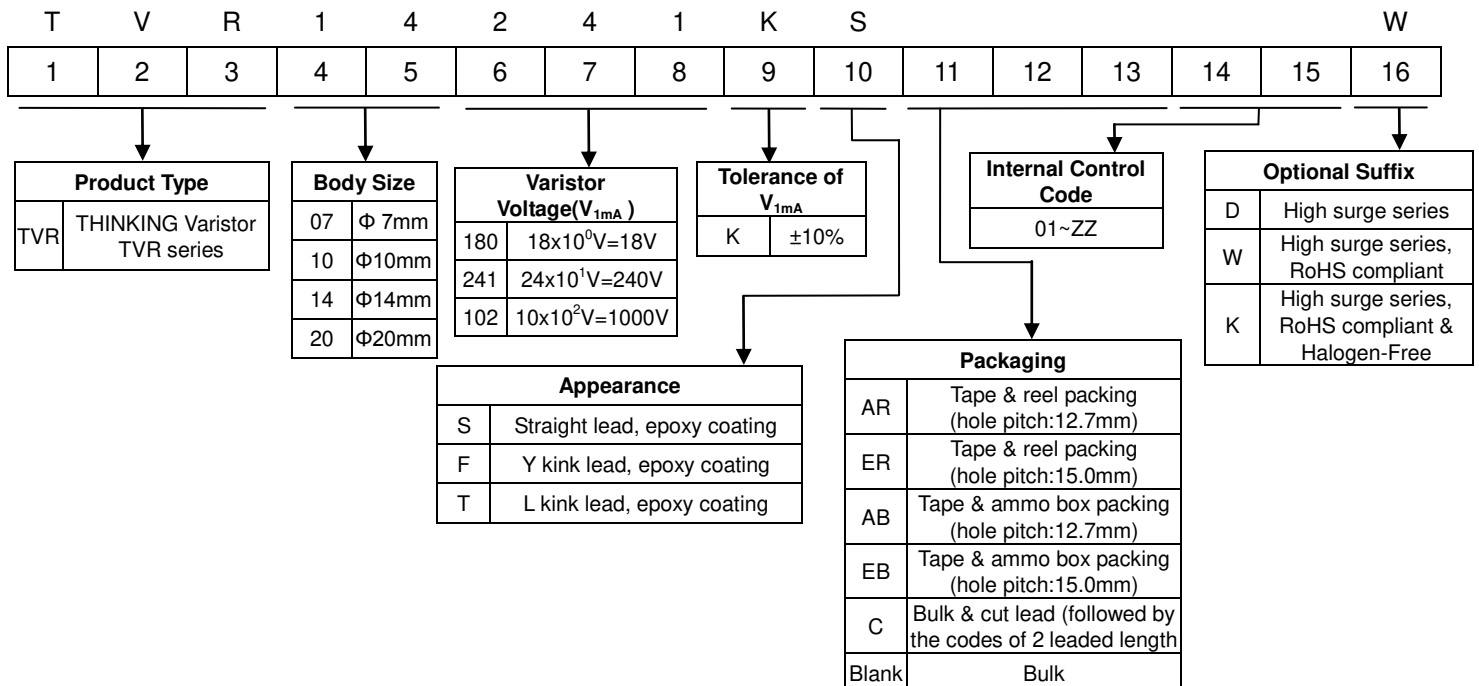 T V R 1 4 2 4 1 K S W
1 2 3 4 5 6 7 8 9 10 11 12 13 14 15 16
Product Type
TVR THINKING Varistor
TVR series
Body Size
07 Φ 7mm
10 Φ10mm
14 Φ14mm
20 Φ20mm
Varistor
Voltage(V1mA )
180 18x10⁰V=18V
241 24x10¹V=240V
102 10x10²V=1000V
Tolerance of
V1mA
K ±10%
Internal Control
Code
01~ZZ
Optional Suffix
D High surge series
W High surge series,
RoHS compliant
K High surge series,
RoHS compliant &
Halogen-Free
Appearance
S Straight lead, epoxy coating
F Y kink lead, epoxy coating
T L kink lead, epoxy coating
Packaging
AR Tape & reel packing
(hole pitch:12.7mm)
ER Tape & reel packing
(hole pitch:15.0mm)
AB Tape & ammo box packing
(hole pitch:12.7mm)
EB Tape & ammo box packing
(hole pitch:15.0mm)
C Bulk & cut lead (followed by
the codes of 2 leaded length
Blank Bulk